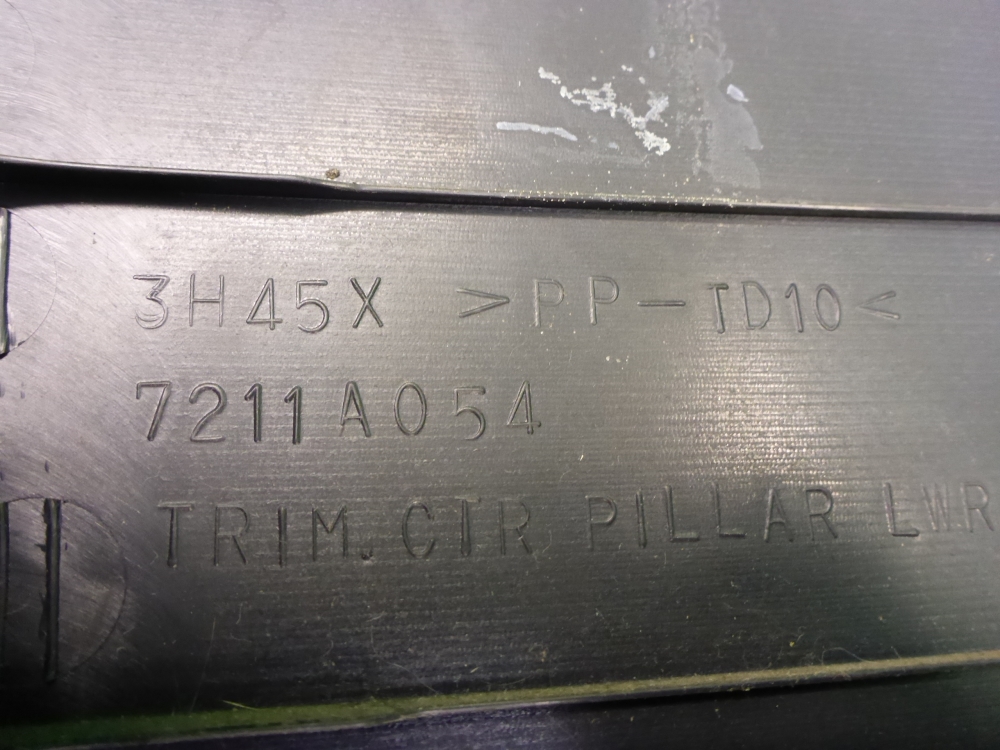 3H45X >PP-TD10<
7211A054
TRIM.CTR PILLAR LWR